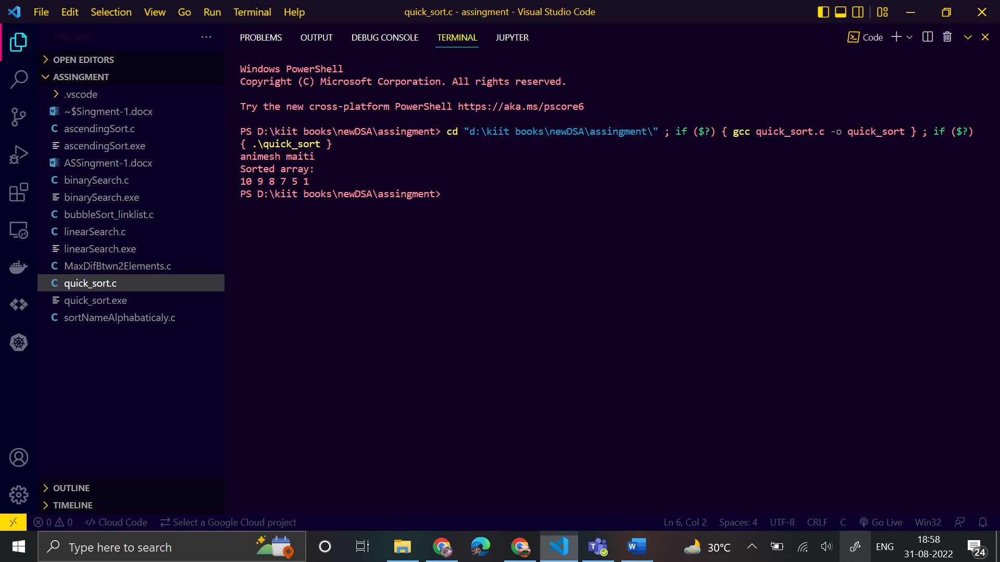 File Edit Selection View Go Run Terminal Help
quick_sort.c - assingment - Visual Studio Code
EXPLORER
OPEN EDITORS
ASSINGMENT
.vscode
~$Singment-1.docx
ascendingSort.c
ascendingSort.exe
ASSingment-1.docx
binarySearch.c
binarySearch.exe
bubbleSort_linklist.c
linearSearch.c
linearSearch.exe
MaxDifBtwn2Elements.c
quick_sort.c
quick_sort.exe
sortNameAlphabaticaly.c
OUTLINE
TIMELINE
PROBLEMS OUTPUT DEBUG CONSOLE TERMINAL JUPYTER
Code
Windows PowerShell
Copyright (C) Microsoft Corporation. All rights reserved.
Try the new cross-platform PowerShell https://aka.ms/pscore6
PS D:\kiit books\newDSA\assingment> cd "d:\kiit books\newDSA\assingment\" ; if ($?) { gcc quick_sort.c -o quick_sort } ; if ($?)
{ .\quick_sort }
animesh maiti
Sorted array:
10 9 8 7 5 1
PS D:\kiit books\newDSA\assingment>
0 0 Cloud Code Select a Google Cloud project
Ln 6, Col 2 Spaces: 4 UTF-8 CRLF C Go Live Win32
Type here to search
30°C
ENG
18:58
31-08-2022
24